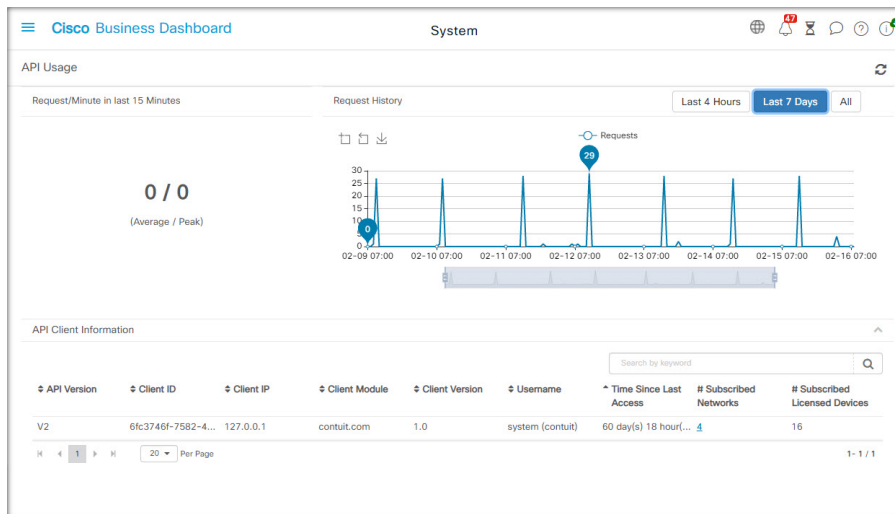 Cisco Business Dashboard
System
47
API Usage
Request/Minute in last 15 Minutes
Request History
Last 4 Hours
Last 7 Days
All
Requests
29
30
25
20
15
10
5
0
0
0 / 0
(Average / Peak)
02-09 07:00 02-10 07:00 02-11 07:00 02-12 07:00 02-13 07:00 02-14 07:00 02-15 07:00 02-16 07:00
API Client Information
Search by keyword
API Version Client ID Client IP Client Module Client Version Username Time Since Last Access # Subscribed Networks # Subscribed Licensed Devices
V2 6fc3746f-7582-4... 127.0.0.1 contuit.com 1.0 system (contuit) 60 day(s) 18 hour(... 4 16
1 20 Per Page 1- 1 / 1